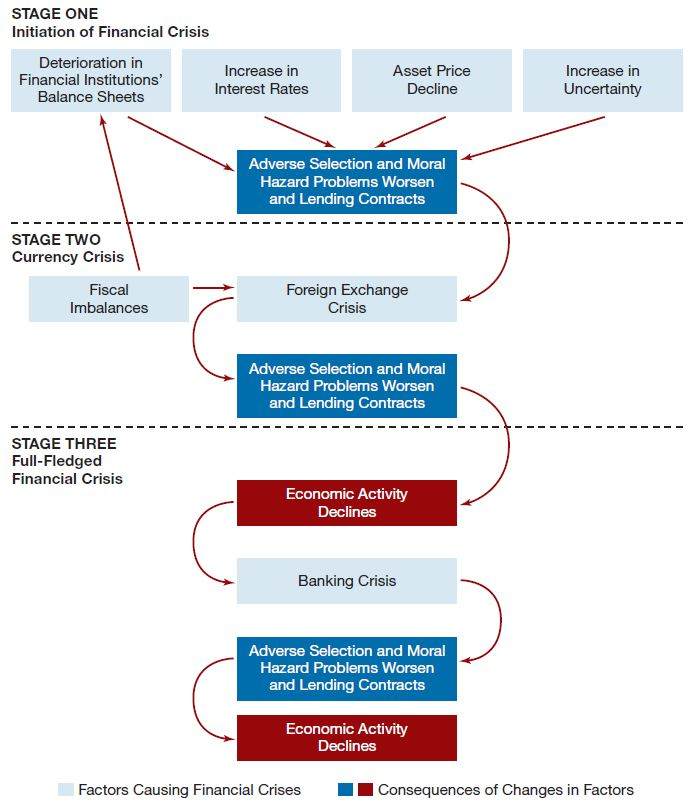 STAGE ONE
Initiation of Financial Crisis
Deterioration in
Financial Institutions’
Balance Sheets
Increase in
Interest Rates
Asset Price
Decline
Increase in
Uncertainty
Adverse Selection and Moral
Hazard Problems Worsen
and Lending Contracts
STAGE TWO
Currency Crisis
Fiscal
Imbalances
Foreign Exchange
Crisis
Adverse Selection and Moral
Hazard Problems Worsen
and Lending Contracts
STAGE THREE
Full-Fledged
Financial Crisis
Economic Activity
Declines
Banking Crisis
Adverse Selection and Moral
Hazard Problems Worsen
and Lending Contracts
Economic Activity
Declines
Factors Causing Financial Crises
Consequences of Changes in Factors